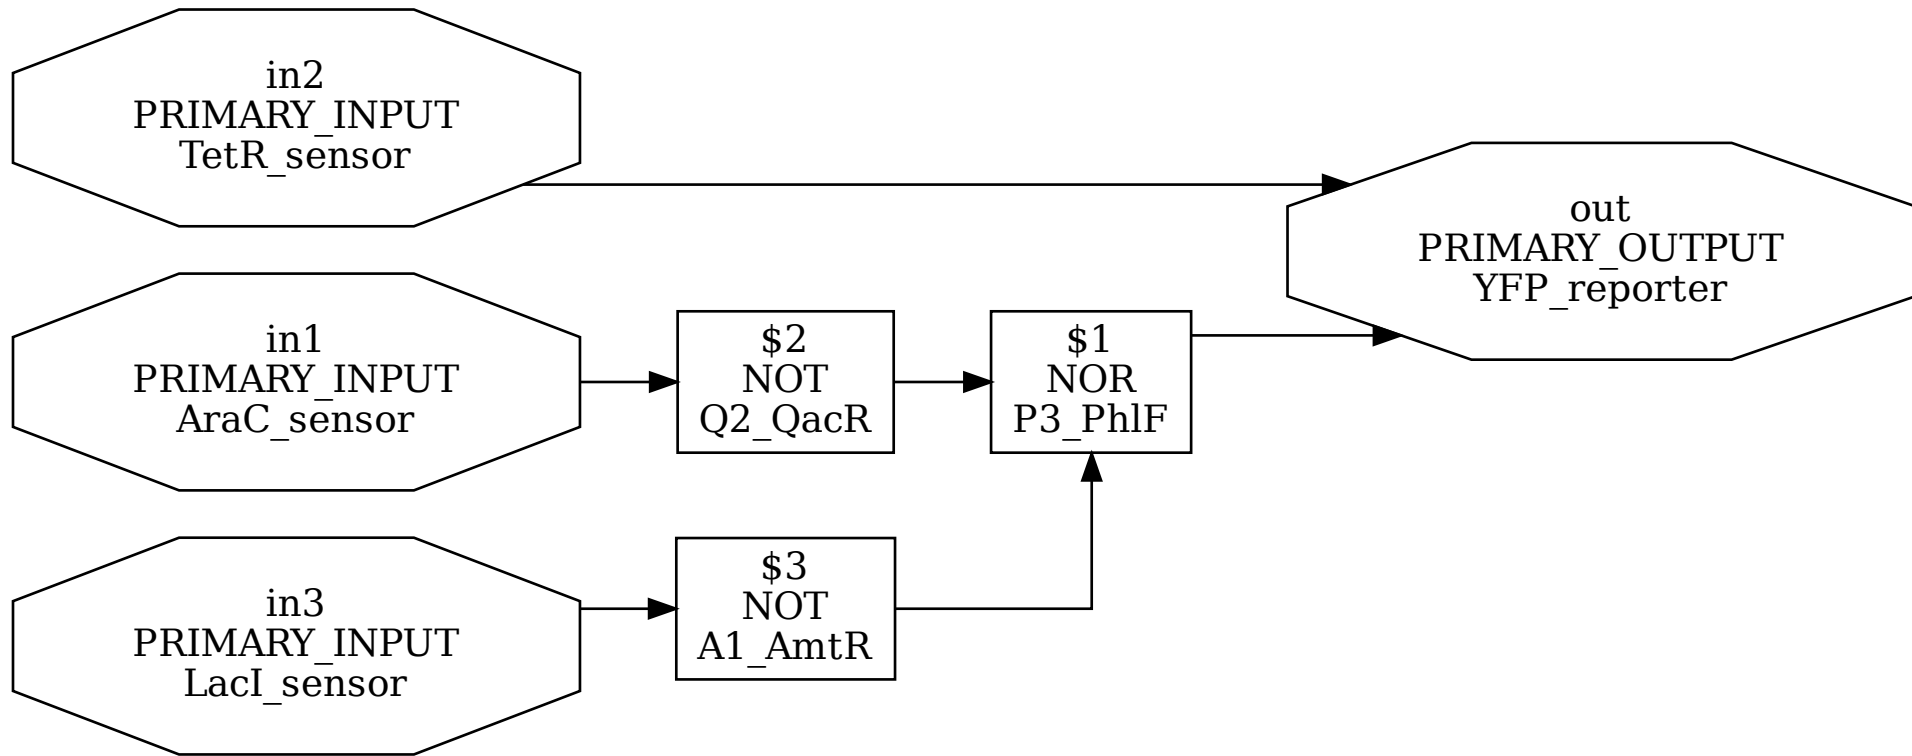 in2
PRIMARY_INPUT
TetR_sensor
out
PRIMARY_OUTPUT
YFP_reporter
in1
PRIMARY_INPUT
AraC_sensor
$2
NOT
Q2_QacR
$1
NOR
P3_PhlF
in3
PRIMARY_INPUT
LacI_sensor
$3
NOT
A1_AmtR